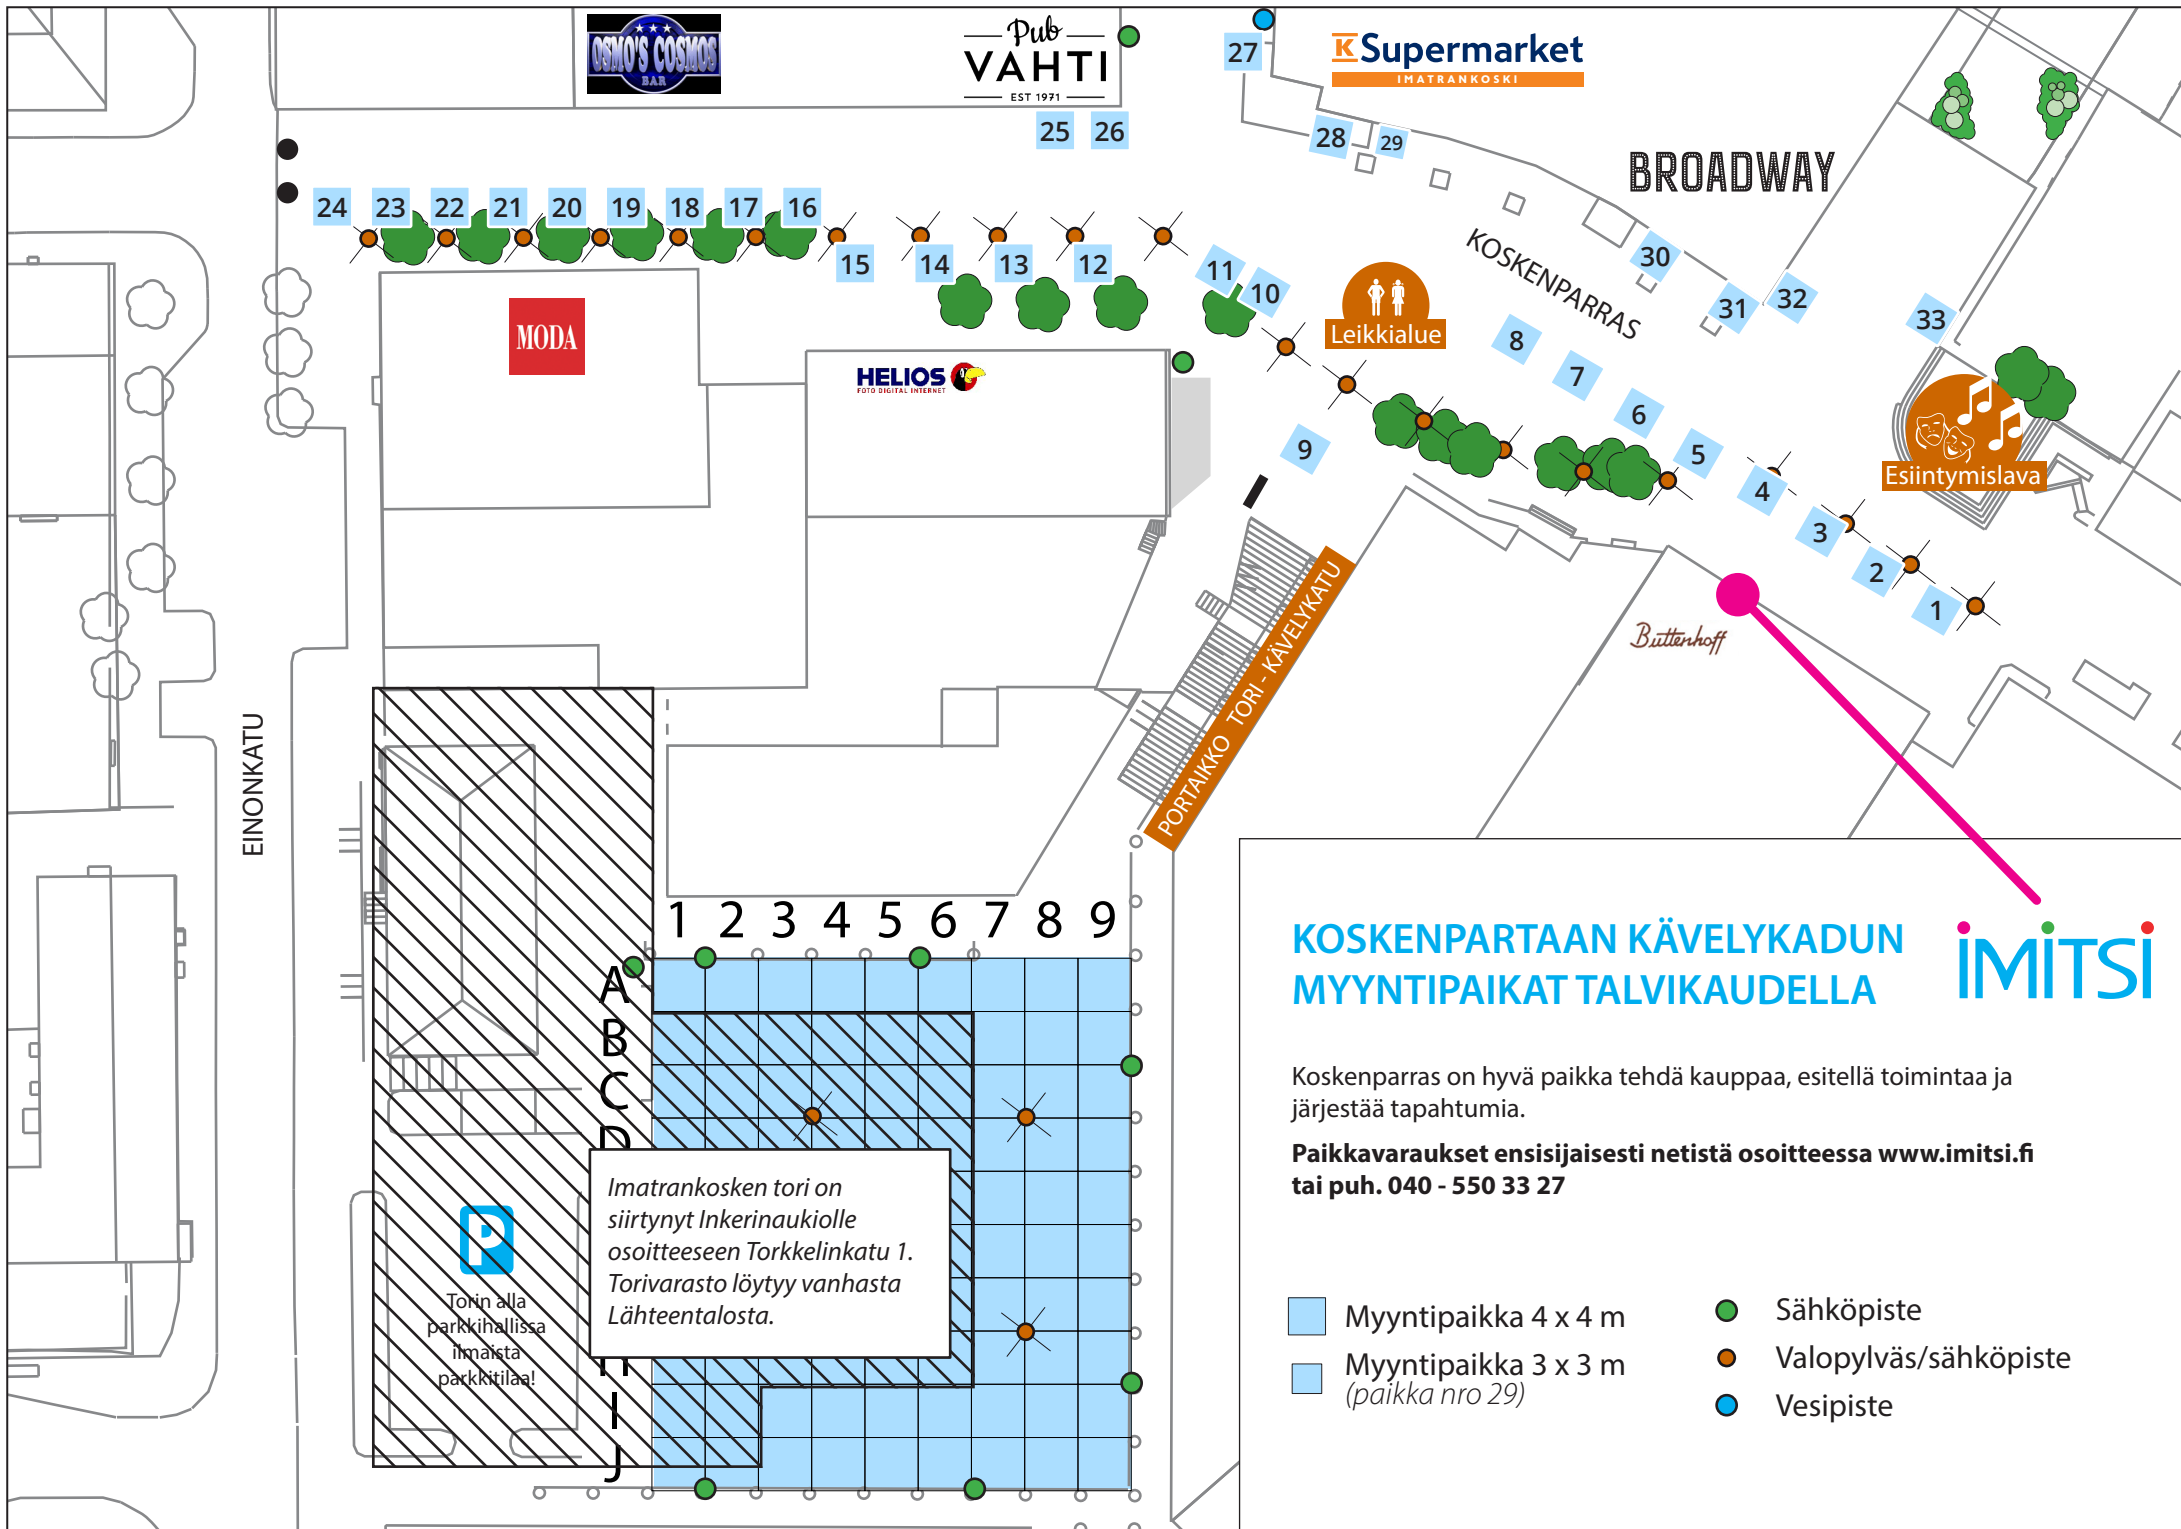 OSMO'S COSMOS
BAR
Pub
VAHTI
EST 1971
27
K Supermarket
IMATRANKOSKI
25 26
28 29
BROADWAY
24 23 22 21 20 19 18 17 16
15 14 13 12 11 10
KOSKENPARRAS
30
31 32
33
Leikkialue
MODA
HELIOS
FOTO DIGITAL INTERNET
8
7
6
5
4
3
2
1
9
Esiintymislava
Buttenhoff
PORTAIKKO TORI - KÄVELYKATU
EINONKATU
1 2 3 4 5 6 7 8 9
A
B
C
D
H
I
J
Imatrankosken tori on
siirtynyt Inkerinaukiolle
osoitteeseen Torkkelinkatu 1.
Torivarasto löytyy vanhasta
Lähteentalosta.
P
Torin alla
parkkihallissa
ilmaista
parkkitilaa!
KOSKENPARTAAN KÄVELYKADUN
MYYNTIPAIKAT TALVIKAUDELLA
iMiTSi
Koskenparras on hyvä paikka tehdä kauppaa, esitellä toimintaa ja
järjestää tapahtumia.
Paikkavaraukset ensisijaisesti netistä osoitteessa www.imitsi.fi
tai puh. 040 - 550 33 27
Myyntipaikka 4 x 4 m
Myyntipaikka 3 x 3 m
(paikka nro 29)
Sähköpiste
Valopylväs/sähköpiste
Vesipiste